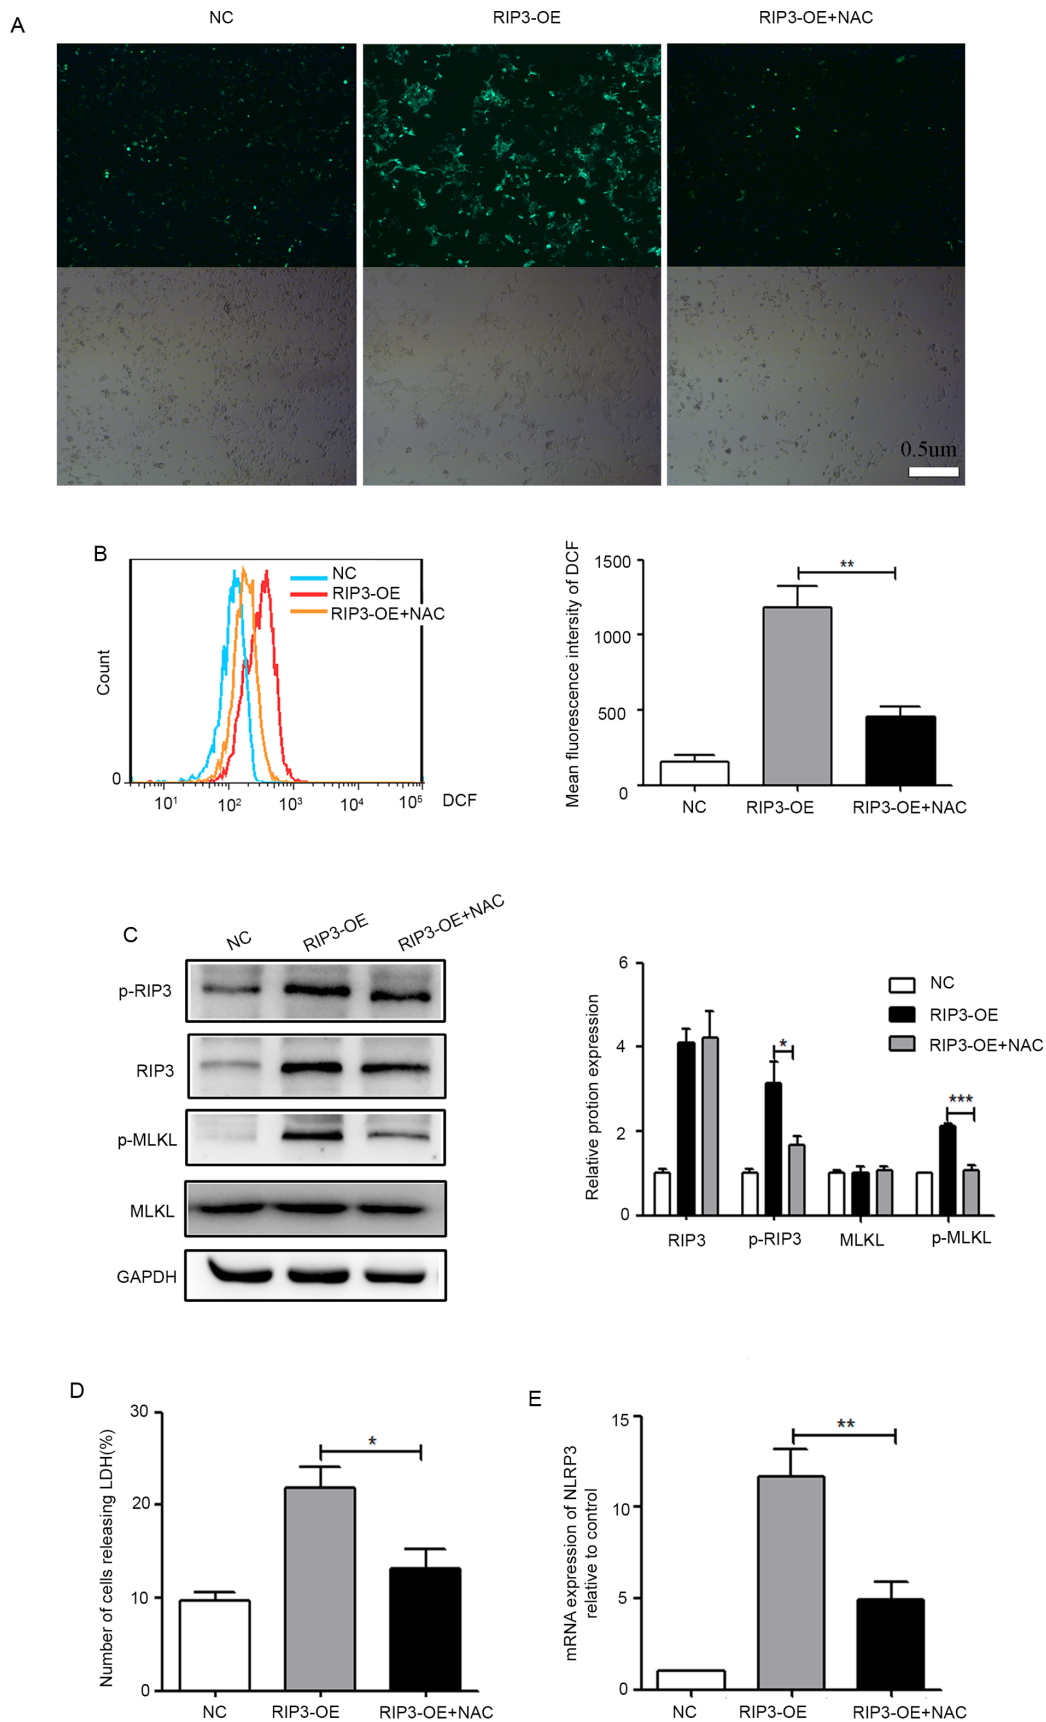 A
NC
RIP3-OE
RIP3-OE+NAC
0.5um
B
NC
RIP3-OE
RIP3-OE+NAC
Count
0
10¹
10²
10³
10⁴
10⁵
DCF
Mean fluorescence intersity of DCF
1500
1000
500
0
**
NC
RIP3-OE
RIP3-OE+NAC
C
NC
RIP3-OE
RIP3-OE+NAC
p-RIP3
RIP3
p-MLKL
MLKL
GAPDH
Relative protion expression
6
4
2
0
NC
RIP3-OE
RIP3-OE+NAC
*
***
RIP3
p-RIP3
MLKL
p-MLKL
D
Number of cells releasing LDH(%)
30
20
10
0
*
NC
RIP3-OE
RIP3-OE+NAC
E
mRNA expression of NLRP3
relative to control
15
10
5
0
**
NC
RIP3-OE
RIP3-OE+NAC